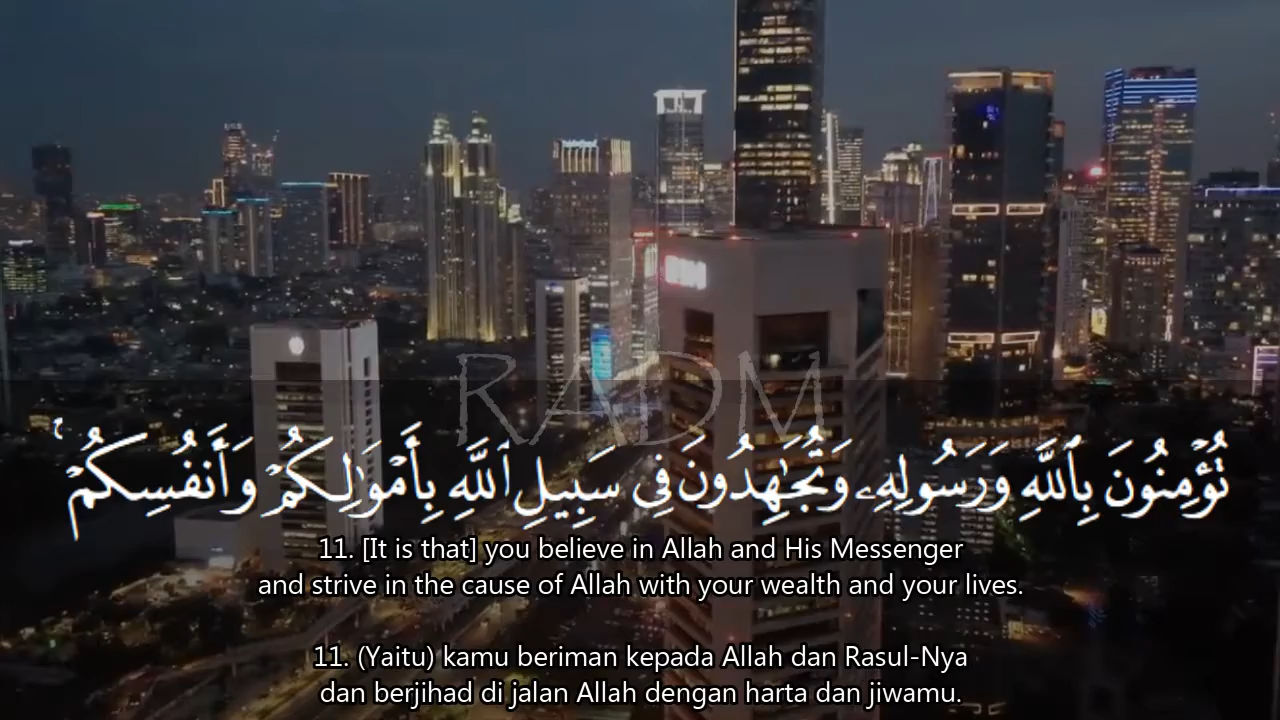 RADM
تُؤْمِنُونَ بِٱللَّهِ وَرَسُولِهِۦ وَتُجَـٰهِدُونَ فِى سَبِيلِ ٱللَّهِ بِأَمْوَٰلِكُمْ وَأَنفُسِكُمْ ۚ
11. [It is that] you believe in Allah and His Messenger
and strive in the cause of Allah with your wealth and your lives.
11. (Yaitu) kamu beriman kepada Allah dan Rasul-Nya
dan berjihad di jalan Allah dengan harta dan jiwamu.